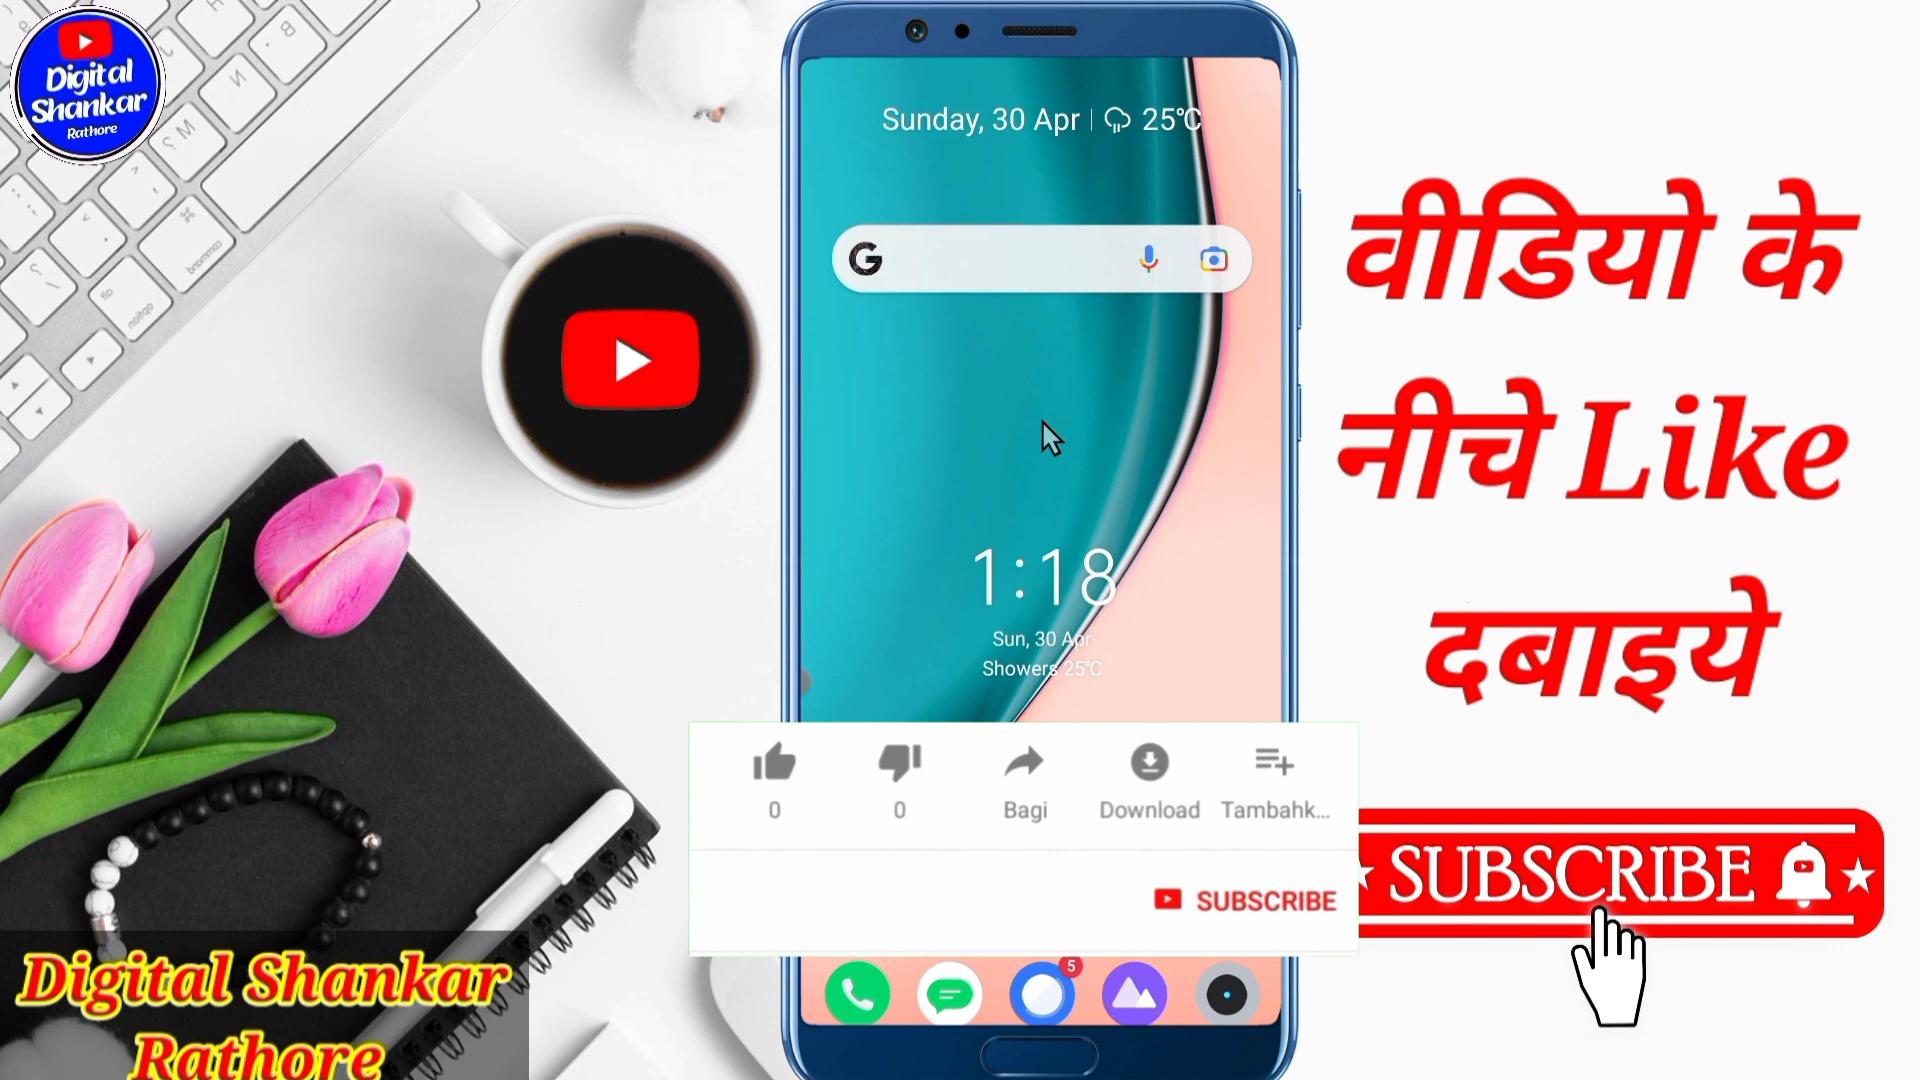 Digital
Shankar
Rathore
Sunday, 30 Apr | 25°C
G
1:18
Sun, 30 Apr
Showers 25°C
वीडियो के
नीचे Like
दबाइये
0
0
Bagi
Download
Tambahk...
SUBSCRIBE
SUBSCRIBE
5
Digital Shankar
Rathore